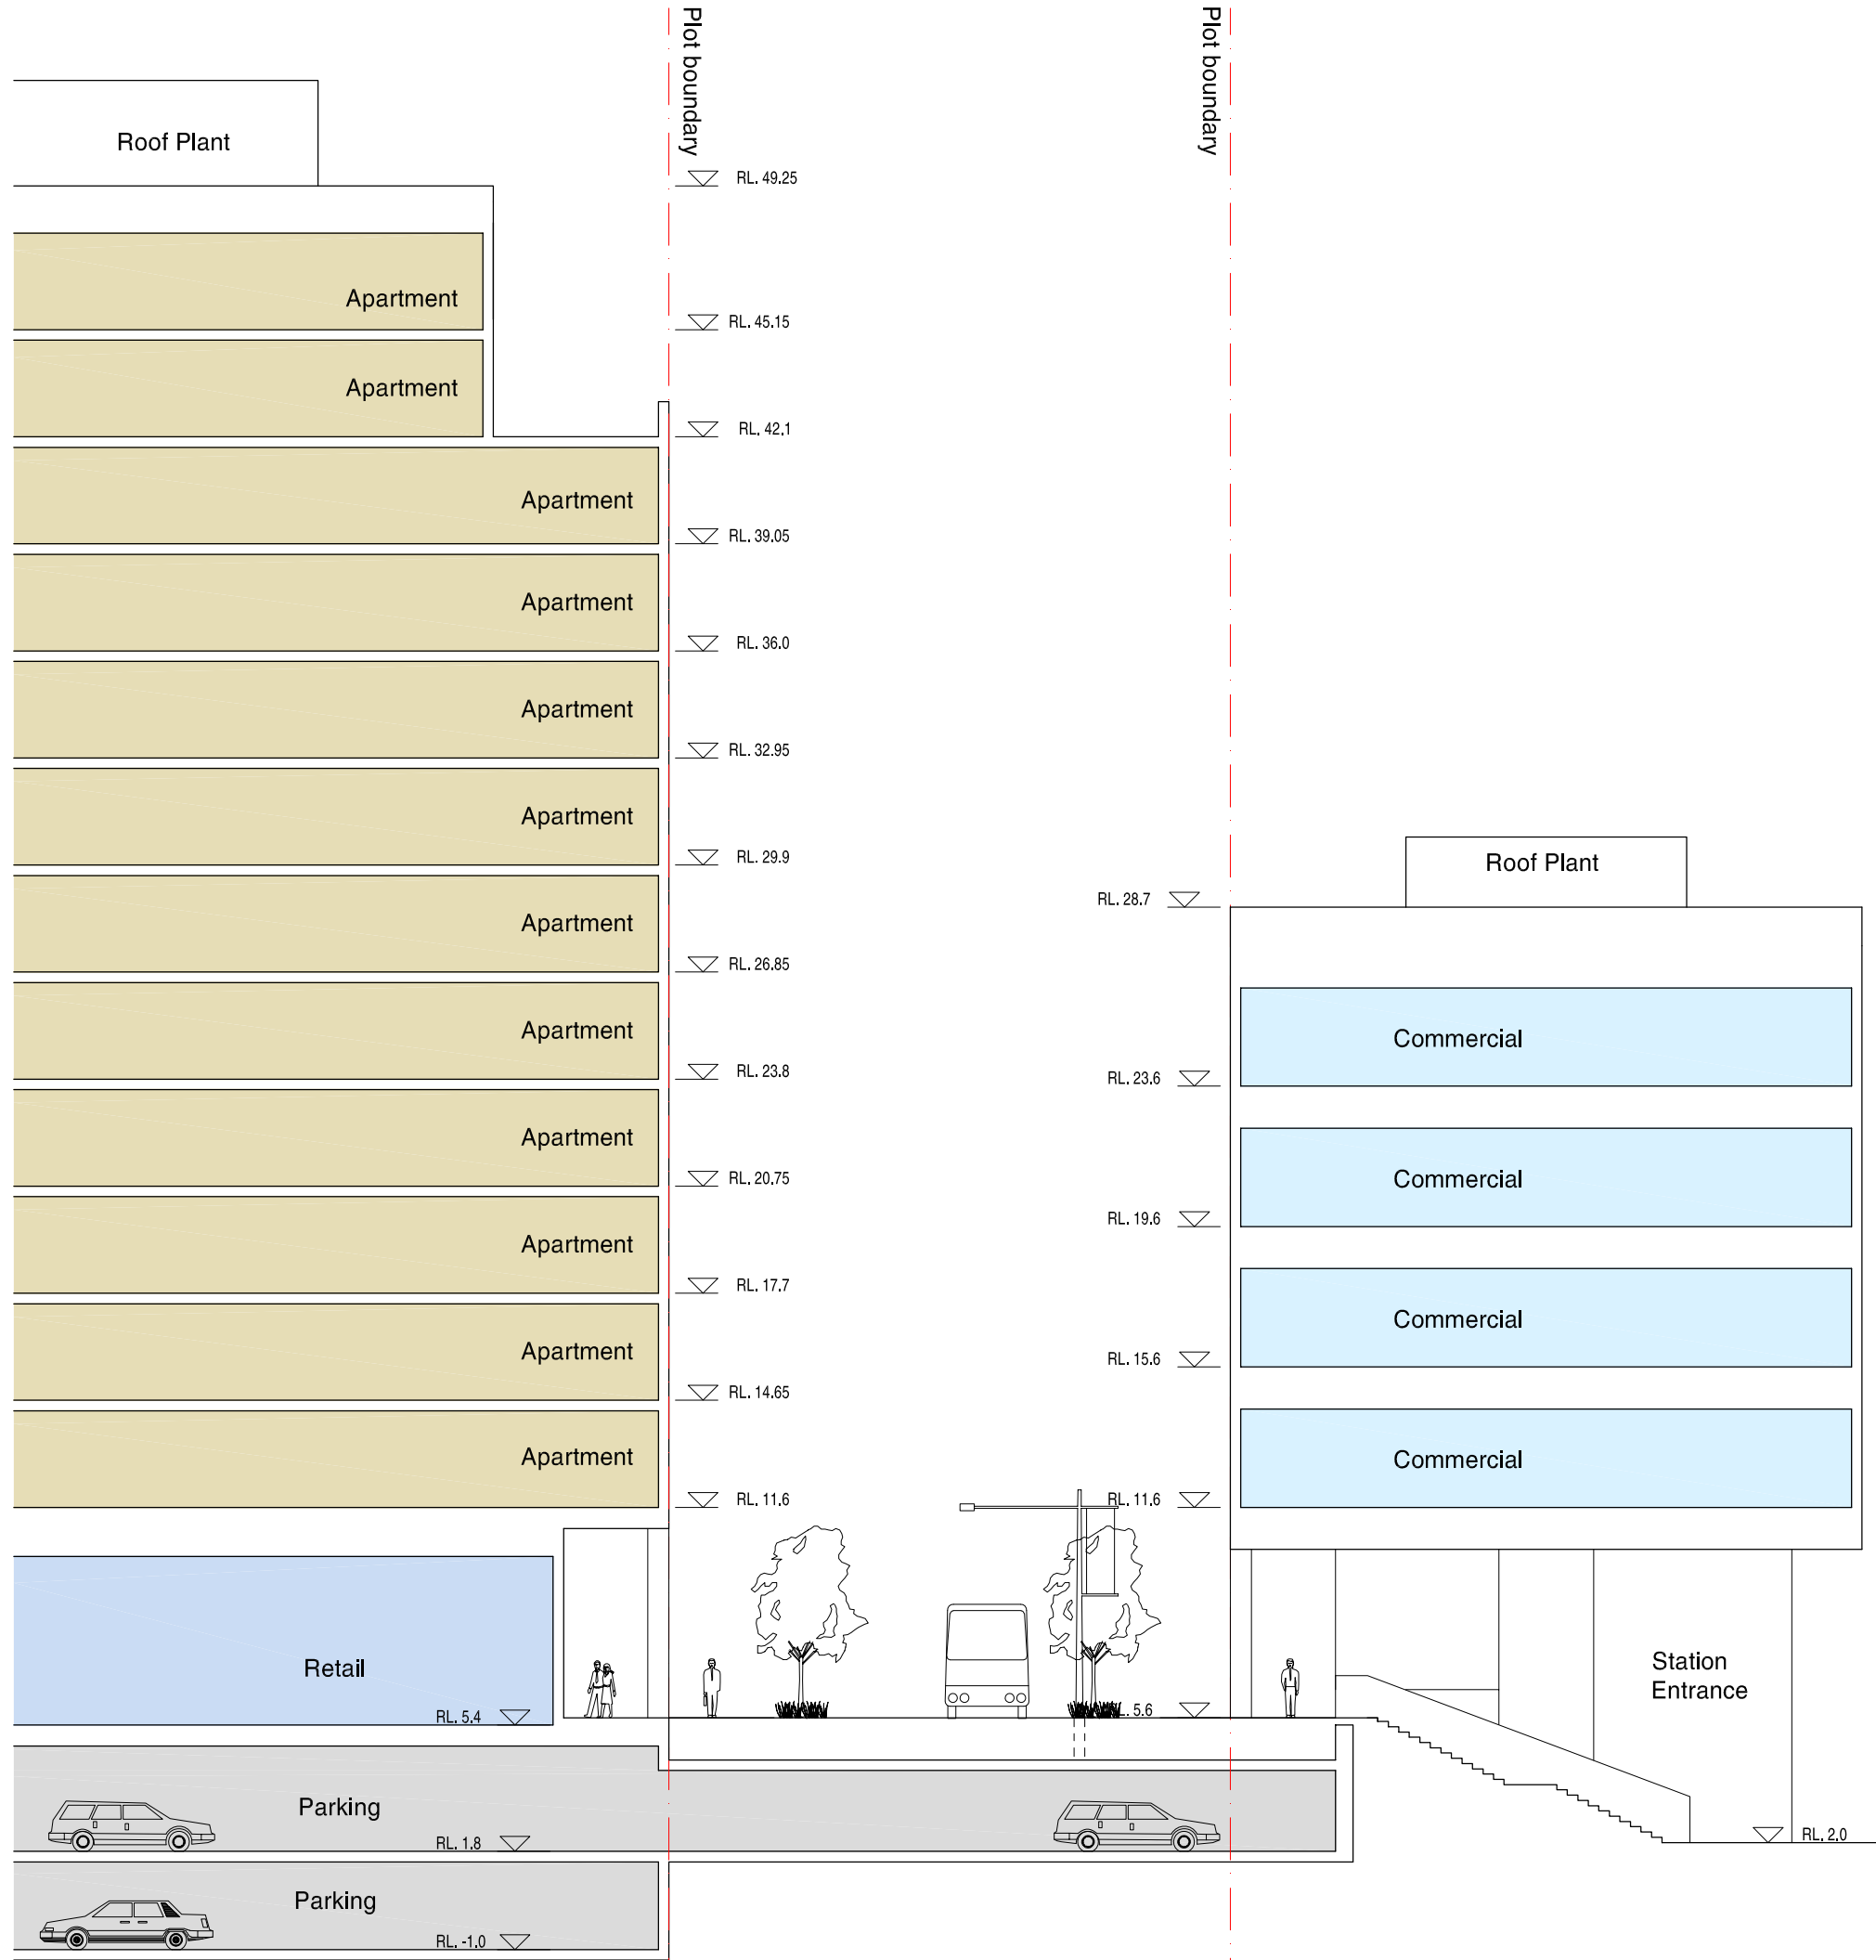 Plot boundary
Plot boundary
Roof Plant
RL. 49.25
Apartment
RL. 45.15
Apartment
RL. 42.1
Apartment
RL. 39.05
Apartment
RL. 36.0
Apartment
RL. 32.95
Apartment
RL. 29.9
Apartment
RL. 26.85
Apartment
RL. 23.8
Apartment
RL. 20.75
Apartment
RL. 17.7
Apartment
RL. 14.65
Apartment
RL. 11.6
Retail
RL. 5.4
Parking
RL. 1.8
Parking
RL. -1.0
Roof Plant
RL. 28.7
Commercial
RL. 23.6
Commercial
RL. 19.6
Commercial
RL. 15.6
Commercial
RL. 11.6
5.6
Station
Entrance
RL. 2.0